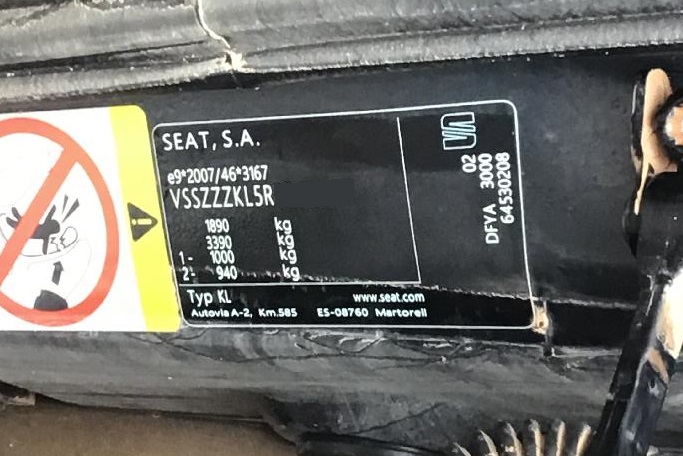 SEAT, S.A.
e9*2007/46*3167
VSSZZZKL5R
1890 kg
3390 kg
1- 1000 kg
2- 940 kg
Typ KL www.seat.com
Autovia A-2, Km.585 ES-08760 Martorell
02
DFYA 3000
64530208